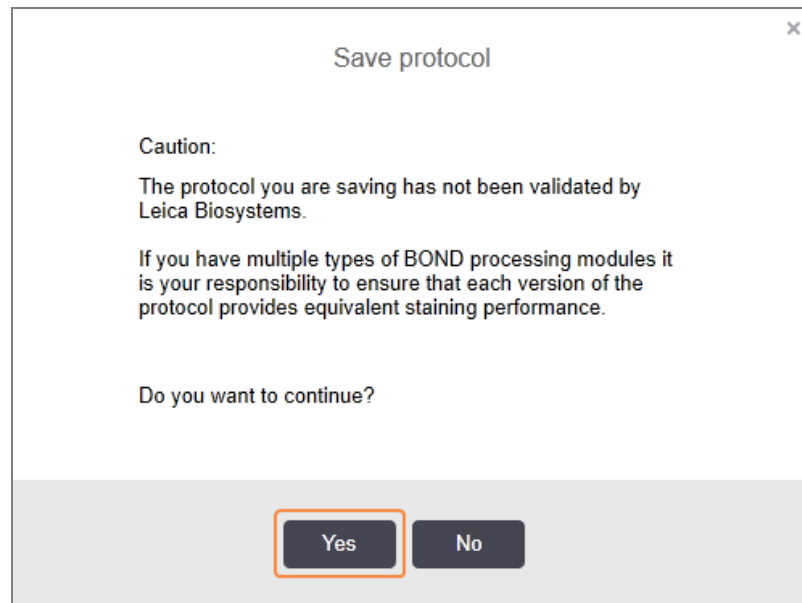 Save protocol
Caution:
The protocol you are saving has not been validated by
Leica Biosystems.
If you have multiple types of BOND processing modules it
is your responsibility to ensure that each version of the
protocol provides equivalent staining performance.
Do you want to continue?
Yes No